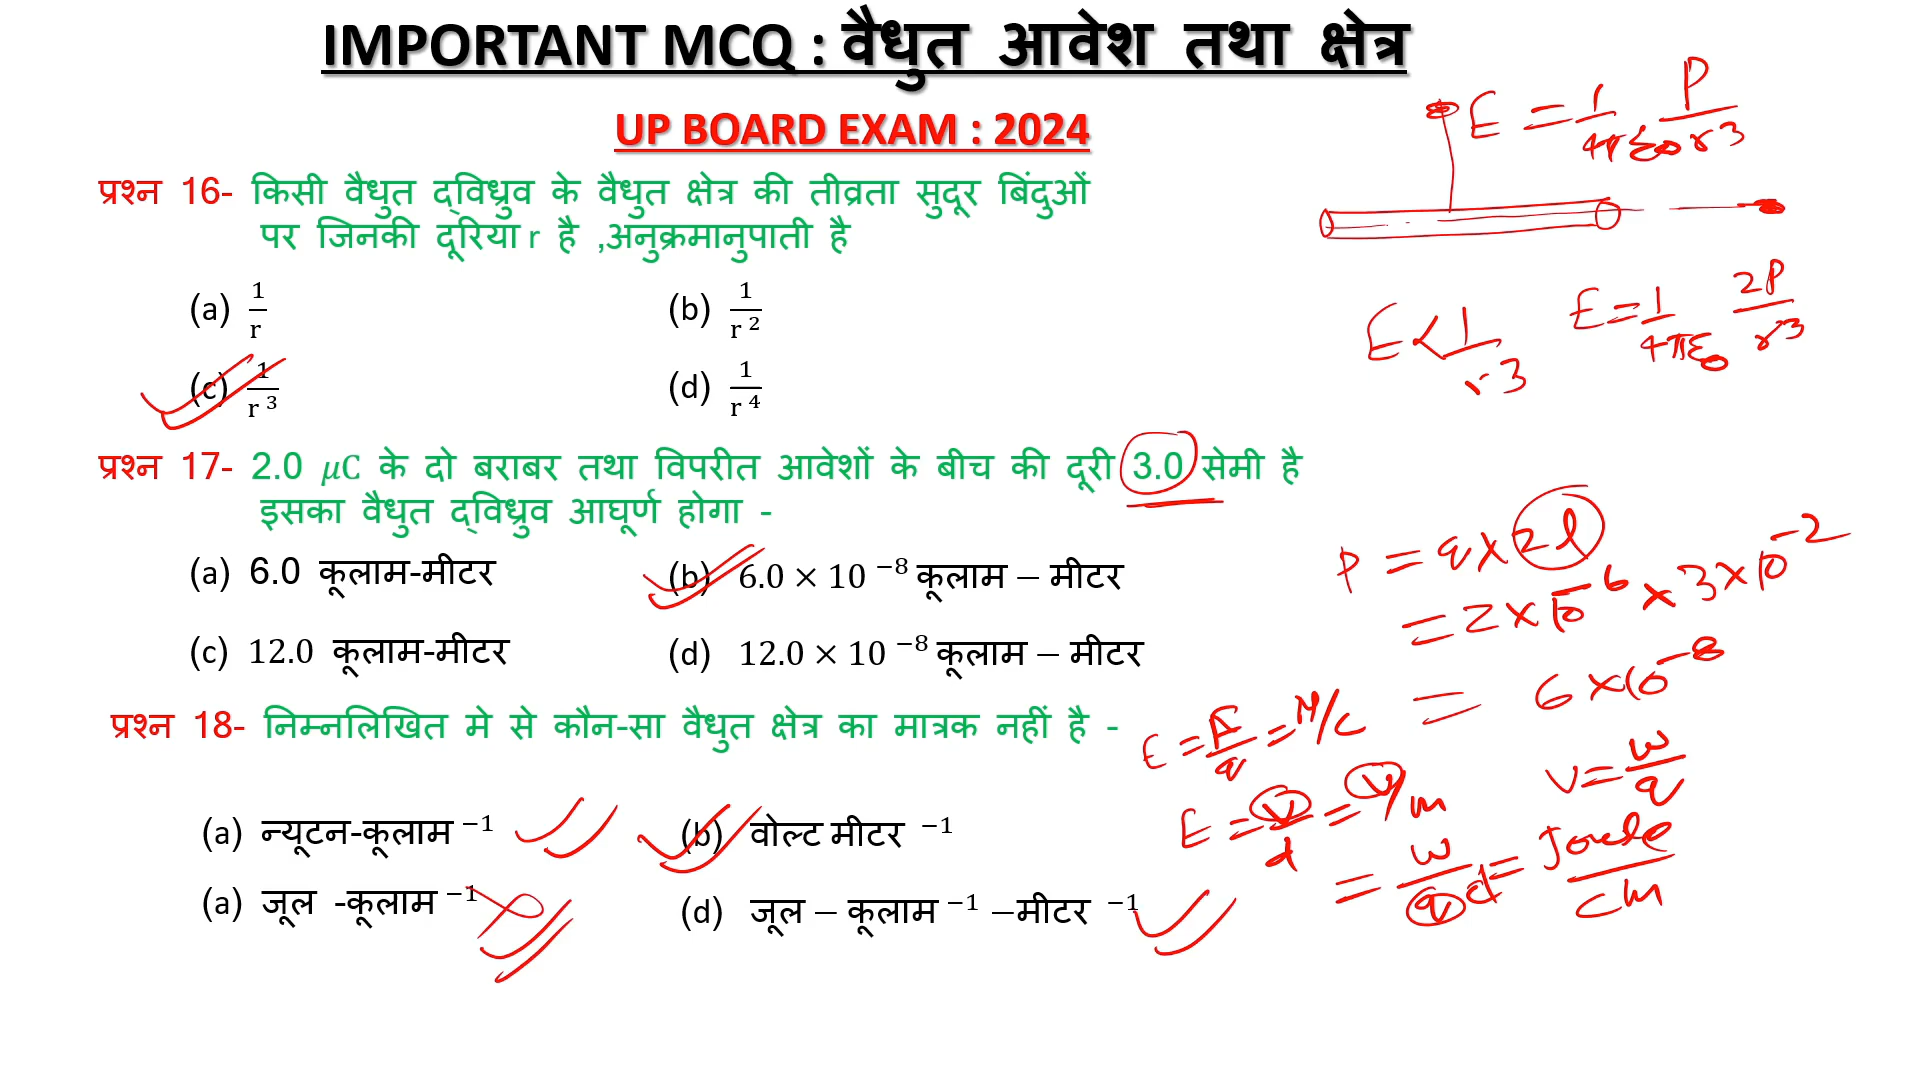 IMPORTANT MCQ : वैधुत आवेश तथा क्षेत्र
UP BOARD EXAM : 2024
प्रश्न 16- किसी वैधुत द्विध्रुव के वैधुत क्षेत्र की तीव्रता सुदूर बिंदुओं
पर जिनकी दूरिया r है ,अनुक्रमानुपाती है
(a) 1/r (b) 1/r²
(c) 1/r³ (d) 1/r⁴
प्रश्न 17- 2.0 μC के दो बराबर तथा विपरीत आवेशों के बीच की दूरी 3.0 सेमी है
इसका वैधुत द्विध्रुव आघूर्ण होगा -
(a) 6.0 कूलाम-मीटर (b) 6.0 × 10⁻⁸ कूलाम – मीटर
(c) 12.0 कूलाम-मीटर (d) 12.0 × 10⁻⁸ कूलाम – मीटर
प्रश्न 18- निम्नलिखित मे से कौन-सा वैधुत क्षेत्र का मात्रक नहीं है -
(a) न्यूटन-कूलाम⁻¹ (b) वोल्ट मीटर⁻¹
(a) जूल -कूलाम⁻¹ (d) जूल – कूलाम⁻¹ –मीटर⁻¹
E = 1/4πε₀ P/r³
E = 1/4πε₀ 2P/r³
E ∝ 1/r³
P = q × 2l
= 2 × 10⁻⁶ × 3 × 10⁻²
= 6 × 10⁻⁸
E = F/q = N/C
V = W/q
E = V/d = V/m
= W/qd = Joule/Cm